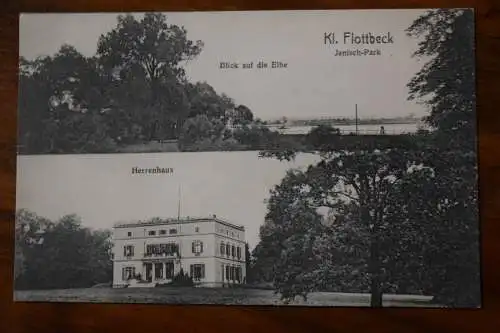 Kl. Flottbeck
Jenisch-Park
Blick auf die Elbe
Herrenhaus